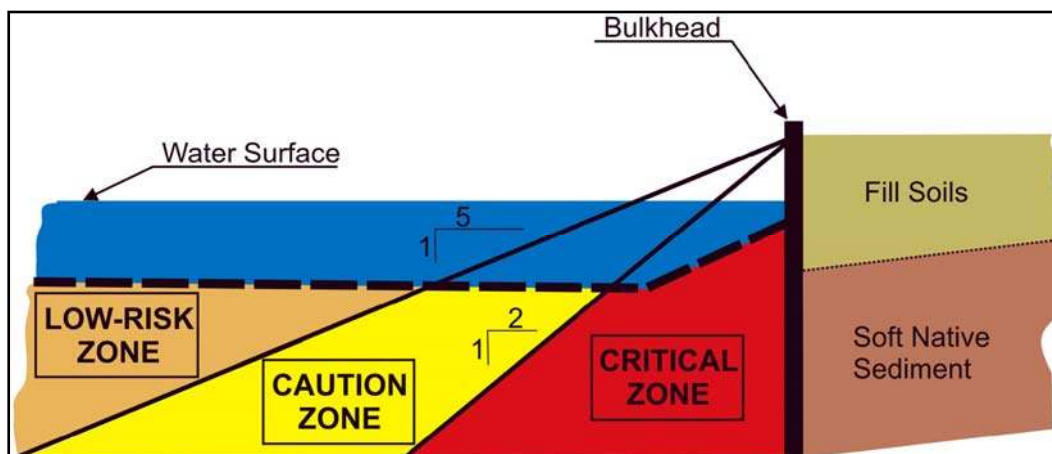 Bulkhead
Water Surface
Fill Soils
5
1
LOW-RISK
ZONE
2
1
CAUTION
ZONE
CRITICAL
ZONE
Soft Native
Sediment